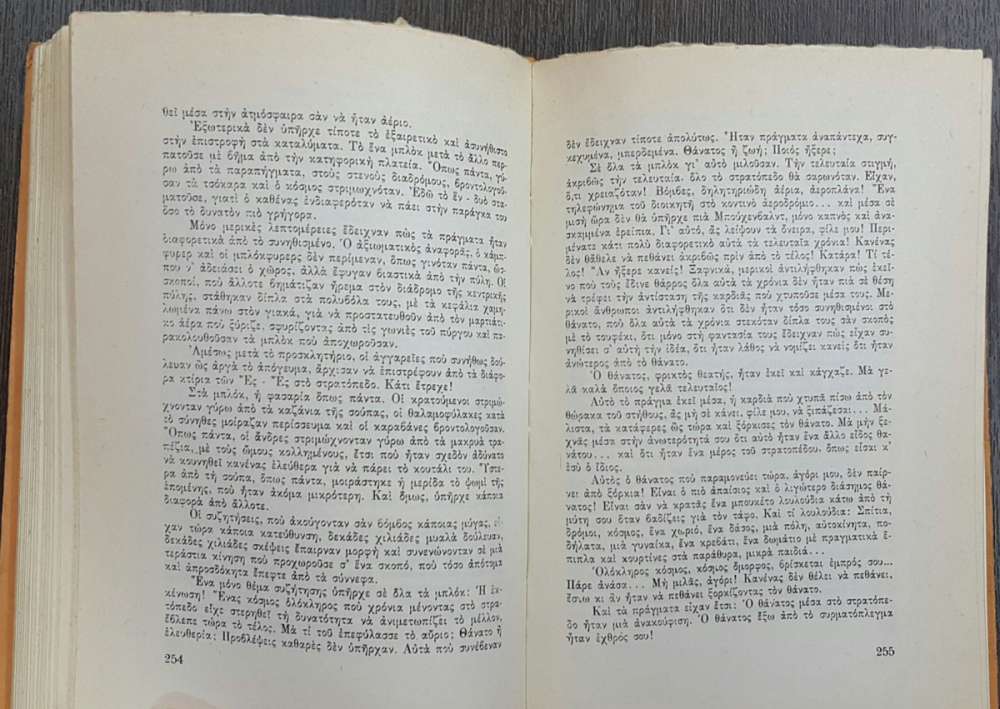 θεῖ μέσα στὴν ἀτμόσφαιρα σὰν νὰ ἦταν ἀέριο.
Ἐξωτερικὰ δὲν ὑπῆρχε τίποτε τὸ ἐξαιρετικὸ καὶ ἀσυνήθιστο
στὴν ἐπιστροφὴ στὰ καταλύματα. Τὸ ἕνα μπλὸκ μετὰ τὸ ἄλλο περ-
πατοῦσε μὲ βῆμα ἀπὸ τὴν κατηφορικὴ πλατεία. Ὅπως πάντα, γύ-
ρω ἀπὸ τὰ παραπήγματα, στοὺς στενοὺς διαδρόμους, βροντολογοῦ-
σαν τὰ τσόκαρα καὶ ὁ κόσμος στριμωχνόταν. Ἐδῶ τὸ ἕν - δυὸ στα-
ματοῦσε, γιατὶ ὁ καθένας ἐνδιαφερόταν νὰ πάει στὴν παράγκα του
ὅσο τὸ δυνατὸν πιὸ γρήγορα.
Μόνο μερικὲς λεπτομέρειες ἔδειχναν πὼς τὰ πράγματα ἦταν
διαφορετικὰ ἀπὸ τὸ συνηθισμένο. Ὁ ἀξιωματικὸς ἀναφορᾶς, ὁ κάμπ-
φυρερ καὶ οἱ μπλόκφυρερς δὲν περίμεναν, ὅπως γινόταν πάντα, ὥσ-
που ν' ἀδειάσει ὁ χῶρος, ἀλλὰ ἔφυγαν βιαστικὰ ἀπὸ τὴν πύλη. Οἱ
σκοποί, ποὺ ἄλλοτε βημάτιζαν ἤρεμα στὸν διάδρομο τῆς κεντρικῆς
πύλης, στάθηκαν δίπλα στὰ πολυβόλα τους, μὲ τὰ κεφάλια χαμη-
λωμένα πάνω στὸν γιακά, γιὰ νὰ προστατευθοῦν ἀπὸ τὸν μαρτιάτι-
κο ἀέρα ποὺ ξύριζε, σφυρίζοντας ἀπὸ τὶς γωνιὲς τοῦ πύργου καὶ πα-
ρακολουθοῦσαν τὰ μπλὸκ ποὺ ἀποχωροῦσαν.
Ἀμέσως μετὰ τὸ προσκλητήριο, οἱ ἀγγαρεῖες ποὺ συνήθως δού-
λευαν ὣς ἀργὰ τὸ ἀπόγευμα, ἄρχισαν νὰ ἐπιστρέφουν ἀπὸ τὰ διάφο-
ρα κτίρια τῶν Ἒς - Ἒς στὸ στρατόπεδο. Κάτι ἔτρεχε!
Στὰ μπλόκ, ἡ φασαρία ὅπως πάντα. Οἱ κρατούμενοι στριμώ-
χνονταν γύρω ἀπὸ τὰ καζάνια τῆς σούπας, οἱ θαλαμοφύλακες κατὰ
τὸ σύνηθες μοίραζαν περίσσευμα καὶ οἱ καραβάνες βροντολογοῦσαν.
Ὅπως πάντα, οἱ ἄνδρες στριμώχνονταν γύρω ἀπὸ τὰ μακρυὰ τρα-
πέζια, μὲ τοὺς ὤμους κολλημένους, ἔτσι ποὺ ἦταν σχεδὸν ἀδύνατο
νὰ κουνηθεῖ κανένας ἐλεύθερα γιὰ νὰ πάρει τὸ κουτάλι του. Ὕστε-
ρα ἀπὸ τὴ σούπα, ὅπως πάντα, μοιράστηκε ἡ μερίδα τὸ ψωμὶ τῆς
ἑπομένης, ποὺ ἦταν ἀκόμα μικρότερη. Καὶ ὅμως, ὑπῆρχε κάποια
διαφορὰ ἀπὸ ἄλλοτε.
Οἱ συζητήσεις, ποὺ ἀκούγονταν σὰν βόμβος κάποιας μύγας, εἶ-
χαν τώρα κάποια κατεύθυνση, δεκάδες χιλιάδες μυαλὰ δούλευαν,
δεκάδες χιλιάδες σκέψεις ἔπαιρναν μορφὴ καὶ συνενώνονταν σὲ μιὰ
τεράστια κίνηση ποὺ προχωροῦσε σ' ἕνα σκοπό, ποὺ τόσο ἀπότομα
καὶ ἀπροσδόκητα ἔπεφτε ἀπὸ τὰ σύννεφα.
Ἕνα μόνο θέμα συζήτησης ὑπῆρχε σὲ ὅλα τὰ μπλόκ: Ἡ ἐκ-
κένωση! Ἕνας κόσμος ὁλόκληρος ποὺ χρόνια μένοντας στὸ στρα-
τόπεδο εἶχε στερηθεῖ τὴ δυνατότητα νὰ ἀνιμετωπίζει τὸ μέλλον,
ἔβλεπε τώρα τὸ τέλος. Μὰ τί τοῦ ἐπεφύλασσε τὸ αὔριο; Θάνατο ἢ
ἐλευθερία; Προβλέψεις καθαρὲς δὲν ὑπῆρχαν. Αὐτὰ ποὺ συνέβεναν
254
δὲν ἔδειχναν τίποτε ἀπολύτως. Ἦταν πράγματα ἀναπάντεχα, συγ-
κεχυμένα, μπερδεμένα. Θάνατος ἢ ζωή; Ποιὸς ἤξερε;
Σὲ ὅλα τὰ μπλὸκ γι' αὐτὸ μιλοῦσαν. Τὴν τελευταία στιγμή,
ἀκριβῶς τὴν τελευταία. ὅλο τὸ στρατόπεδο θὰ σαρωνόταν. Εἶχαν,
ὅ,τι χρειαζόταν! Βόμβες, δηλητηριώδη ἀέρια, ἀεροπλάνα! Ἕνα
τηλεφώνημα τοῦ διοικητῆ στὸ κοντινὸ ἀεροδρόμιο... καὶ μέσα σὲ
μισὴ ὥρα δὲν θὰ ὑπῆρχε πιὰ Μπούχενβαλντ, μόνο καπνὸς καὶ ἀνα-
σκαμμένα ἐρείπια. Γι' αὐτό, ἂς λείψουν τὰ ὄνειρα, φίλε μου! Περι-
μένατε κάτι πολὺ διαφορετικὸ αὐτὰ τὰ τελευταῖα χρόνια! Κανένας
δὲν θἄθελε νὰ πεθάνει ἀκριβῶς πρὶν ἀπὸ τὸ τέλος! Κατάρα! Τί τέ-
λος! Ἂν ἤξερε κανείς! Ξαφνικά, μερικοὶ ἀντιλήφθηκαν πὼς ἐκεῖ-
νο ποὺ τοὺς ἔδινε θάρρος ὅλα αὐτὰ τὰ χρόνια δὲν ἦταν πιὰ σὲ θέση
νὰ τρέφει τὴν ἀντίσταση τῆς καρδιᾶς ποὺ χτυποῦσε μέσα τους. Με-
ρικοὶ ἄνθρωποι ἀντιλήφθηκαν ὅτι δὲν ἦταν τόσο συνηθισμένοι στὸ
θάνατο, ποὺ ὅλα αὐτὰ τὰ χρόνια στεκόταν δίπλα τους σὰν σκοπὸς
μὲ τὸ τουφέκι, ὅτι μόνο στὴ φαντασία τους ἔδειχναν πὼς εἶχαν συ-
νηθίσει σ' αὐτὴ τὴν ἰδέα, ὅτι ἦταν λάθος νὰ νομίζει κανεὶς ὅτι ἦταν
ἀνώτερος ἀπὸ τὸ θάνατο.
Ὁ θάνατος, φρικτὸς θεατής, ἦταν ἐκεῖ καὶ κάγχαζε. Μὰ γε-
λᾶ καλὰ ὅποιος γελᾶ τελευταῖος!
Αὐτὸ τὸ πράγμα ἐκεῖ μέσα, ἡ καρδιὰ ποὺ χτυπᾶ πίσω ἀπὸ τὸν
θώρακα τοῦ στήθους, ἂς μὴ σὲ κάνει, φίλε μου, νὰ ξιπάζεσαι... Μά-
λιστα, τὰ κατάφερες ὣς τώρα καὶ ξόρκισες τὸ θάνατο. Μὰ μὴν ξε-
χνᾶς μέσα στὴν ἀνωτερότητά σου ὅτι αὐτὸ ἦταν ἕνα ἄλλο εἶδος θα-
νάτου... καὶ ὅτι ἦταν ἕνα μέρος τοῦ στρατοπέδου, ὅπως εἶσαι κ'
ἐσὺ ὁ ἴδιος.
Αὐτὸς ὁ θάνατος ποὺ παραμονεύει τώρα, ἀγόρι μου, δὲν παίρ-
νει ἀπὸ ξόρκια! Εἶναι ὁ πιὸ ἀπαίσιος καὶ ὁ λιγώτερο διάσημος θά-
νατος! Εἶναι σὰν νὰ κρατᾶς ἕνα μπουκέτο λουλούδια κάτω ἀπὸ τὴ
μύτη σου ὅταν βαδίζεις γιὰ τὸν τάφο. Καὶ τί λουλούδια: Σπίτια,
δρόμοι, κόσμος, ἕνα χωριό, ἕνα δάσος, μιὰ πόλη, αὐτοκίνητα, πο-
δήλατα, μιὰ γυναίκα, ἕνα κρεβάτι, ἕνα δωμάτιο μὲ πραγματικὰ ἔ-
πιπλα καὶ κουρτίνες στὰ παράθυρα, μικρὰ παιδιά...
Ὁλόκληρος κόσμος, κόσμος ὄμορφος, βρίσκεται ἐμπρός σου...
Πάρε ἀνάσα... Μὴ μιλᾶς, ἀγόρι! Κανένας δὲν θέλει νὰ πεθάνει,
ἔστω κι ἂν ἦταν νὰ πεθάνει ξορκίζοντας τὸν θάνατο.
Καὶ τὰ πράγματα εἶχαν ἔτσι: Ὁ θάνατος μέσα στὸ στρατόπε-
δο ἦταν μιὰ ἀνακούφιση. Ὁ θάνατος ἔξω ἀπὸ τὸ συρματόπλεγμα
ἦταν ἐχθρός σου!
255